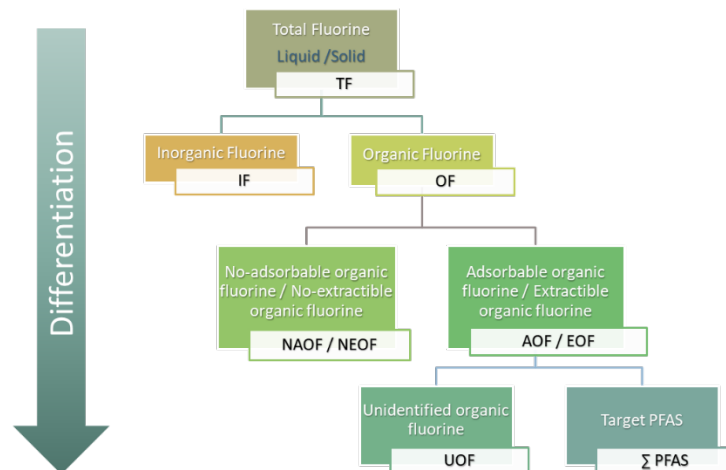 Differentiation
Total Fluorine
Liquid /Solid
TF
Inorganic Fluorine
IF
Organic Fluorine
OF
No-adsorbable organic
fluorine / No-extractible
organic fluorine
NAOF / NEOF
Adsorbable organic
fluorine / Extractible
organic fluorine
AOF / EOF
Unidentified organic
fluorine
UOF
Target PFAS
∑ PFAS